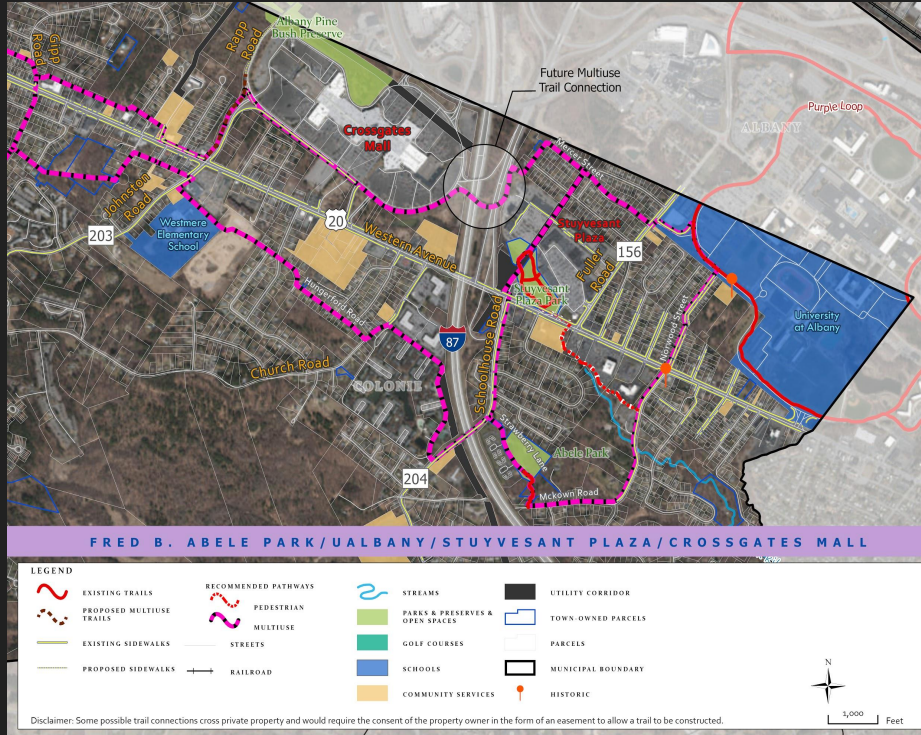 Albany Pine
Bush Preserve
Rapp
Road
Gipp
Road
Future Multiuse
Trail Connection
Purple Loop
ALBANY
Crossgates
Mall
Mercer Street
Johnston
Road
20
203
Westmere
Elementary
School
Western Avenue
Stuyvesant
Plaza
156
Fuller
Road
Stuyvesant
Plaza Park
Hungerford Road
Norwood Street
University
at Albany
87
Schoolhouse Road
Church Road
COLONIE
Strawberry Lane
Abele Park
204
Mckown Road
FRED B. ABELE PARK/UALBANY/STUYVESANT PLAZA/CROSSGATES MALL
LEGEND
EXISTING TRAILS
PROPOSED MULTIUSE
TRAILS
EXISTING SIDEWALKS
PROPOSED SIDEWALKS
RECOMMENDED PATHWAYS
PEDESTRIAN
MULTIUSE
STREETS
RAILROAD
STREAMS
PARKS & PRESERVES &
OPEN SPACES
GOLF COURSES
SCHOOLS
COMMUNITY SERVICES
UTILITY CORRIDOR
TOWN-OWNED PARCELS
PARCELS
MUNICIPAL BOUNDARY
HISTORIC
N
1,000
Feet
Disclaimer: Some possible trail connections cross private property and would require the consent of the property owner in the form of an easement to allow a trail to be constructed.